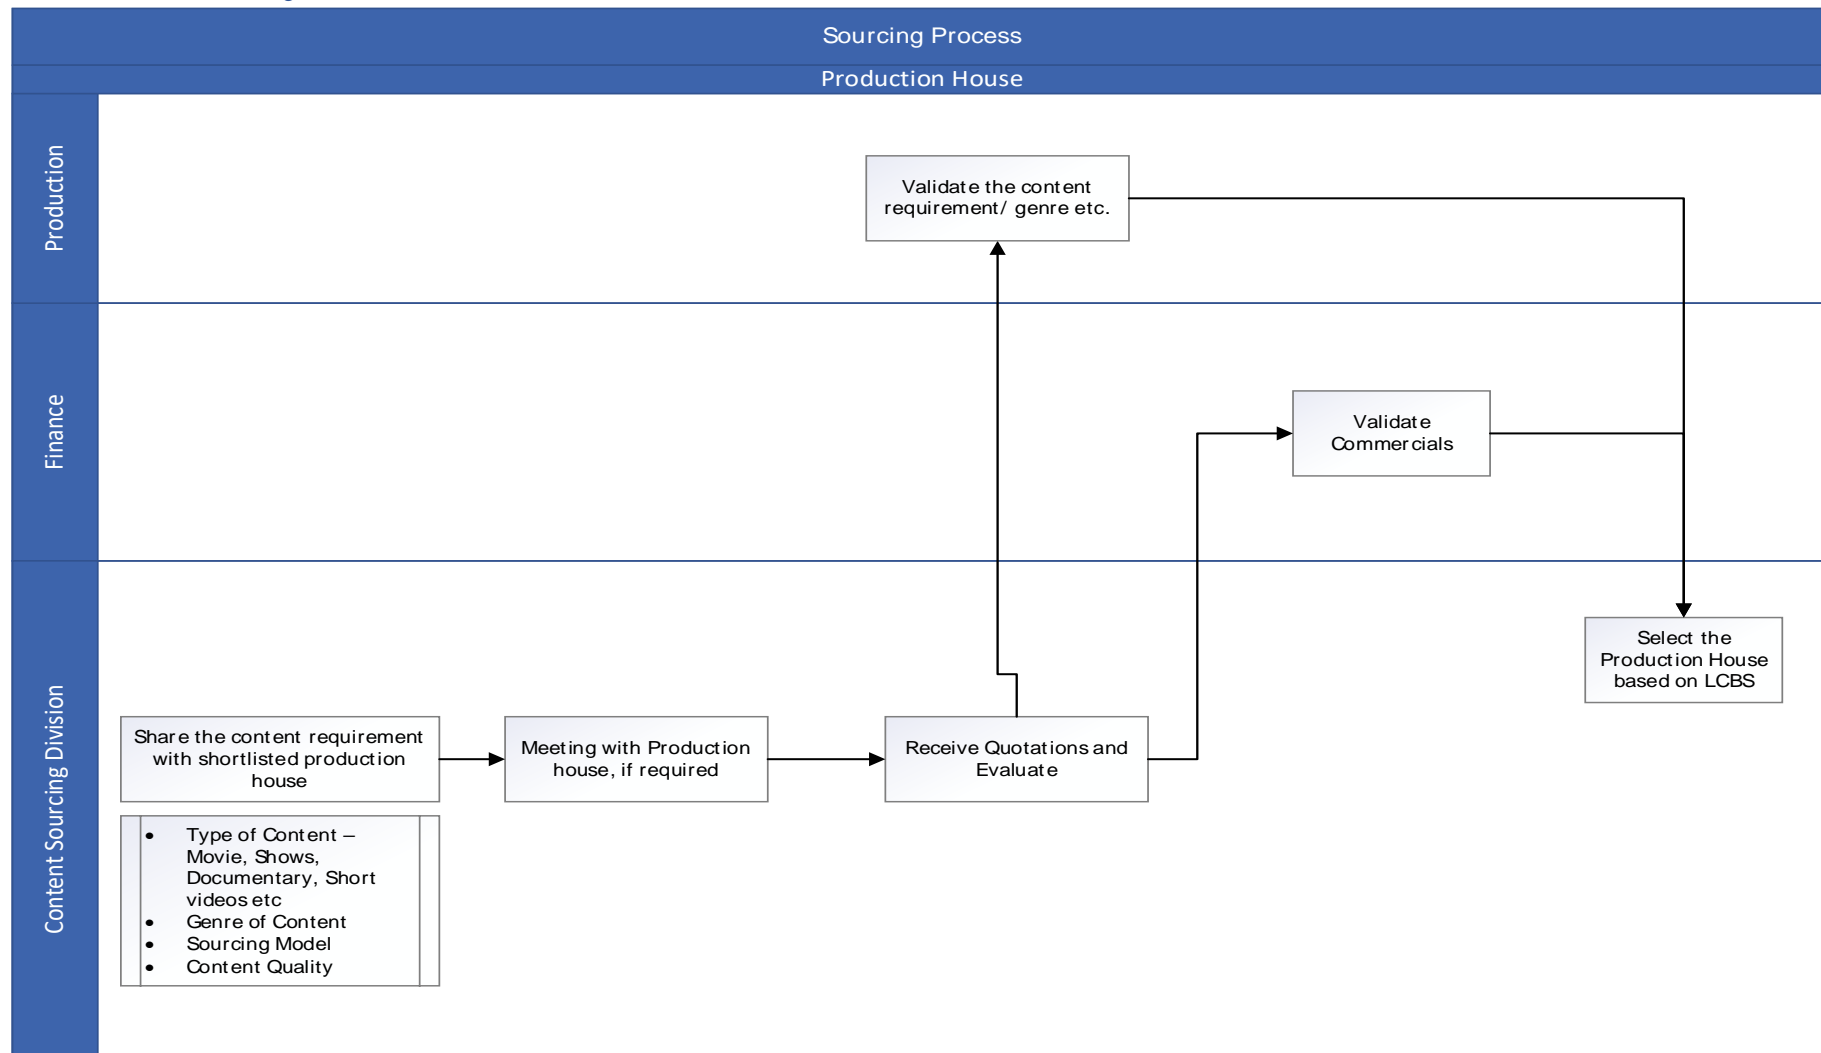 Sourcing Process
Production House
Production
Validate the content
requirement/ genre etc.
Finance
Validate
Commercials
Content Sourcing Division
Select the
Production House
based on LCBS
Share the content requirement
with shortlisted production
house
Meeting with Production
house, if required
Receive Quotations and
Evaluate
• Type of Content –
Movie, Shows,
Documentary, Short
videos etc
• Genre of Content
• Sourcing Model
• Content Quality